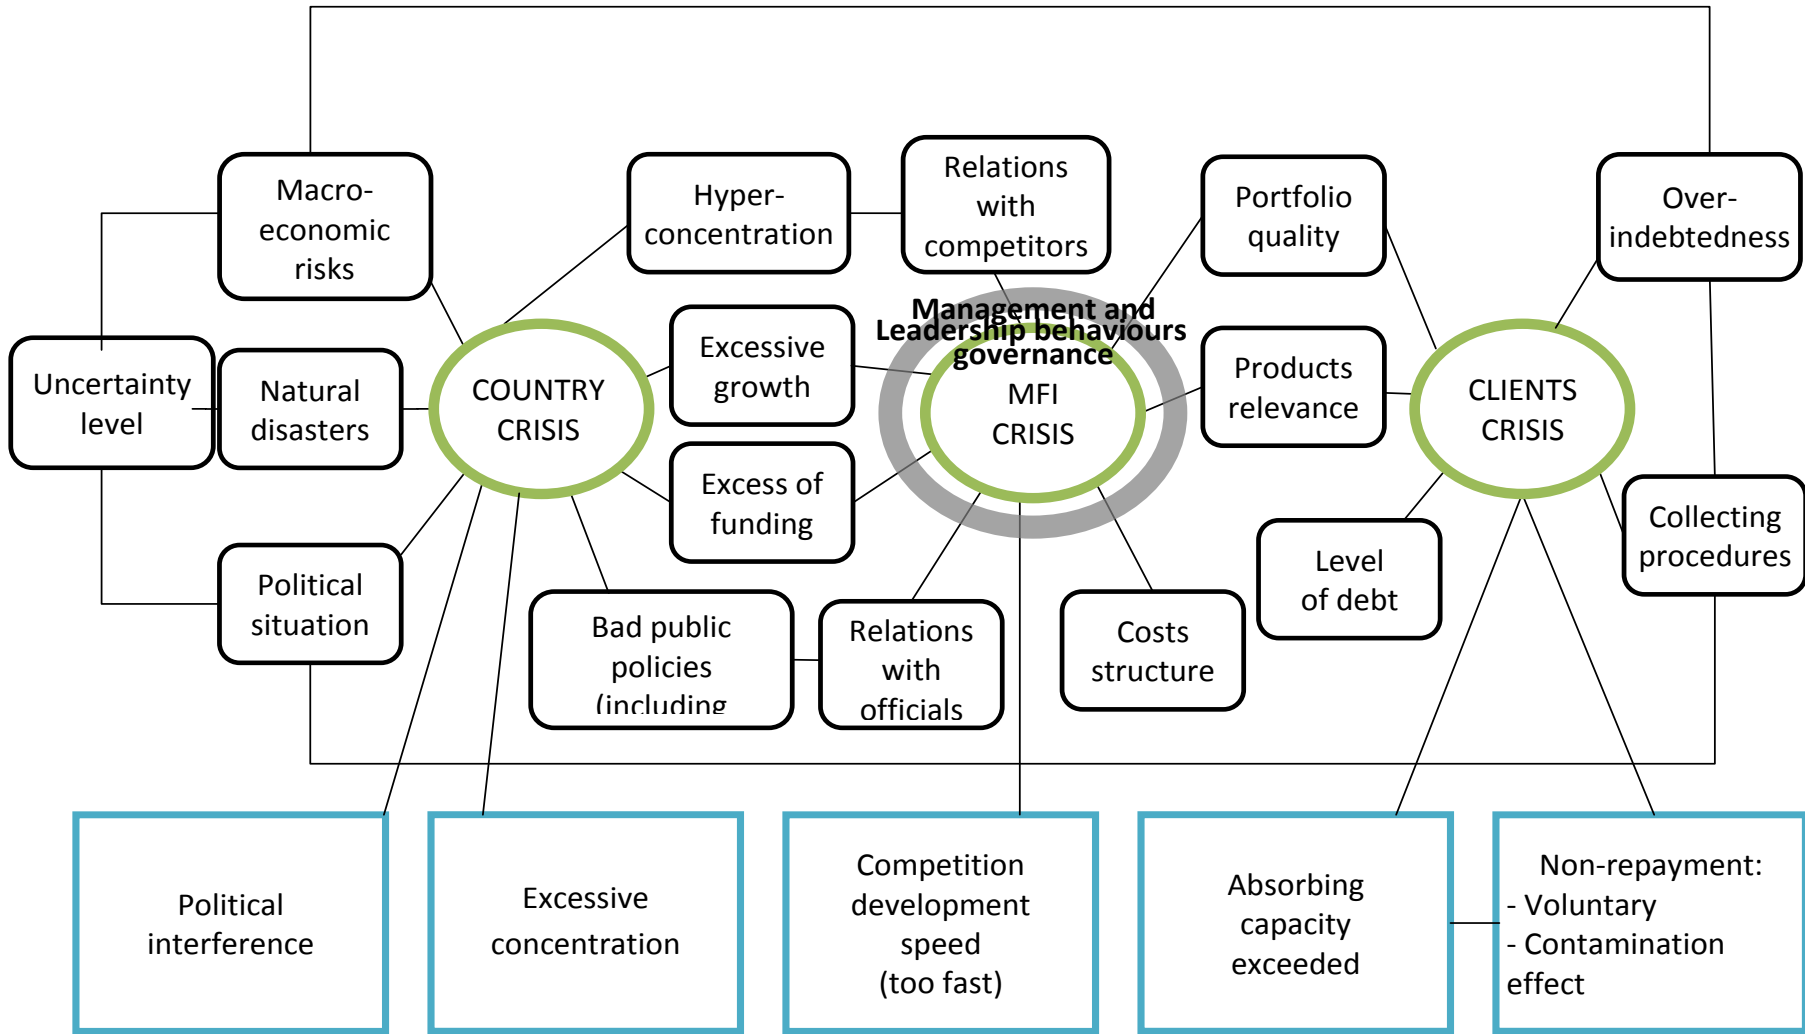 Macro-
economic
risks
Hyper-
concentration
Relations
with
competitors
Portfolio
quality
Over-
indebtedness
Management and
Leadership behaviours
governance
Uncertainty
level
Natural
disasters
COUNTRY
CRISIS
Excessive
growth
MFI
CRISIS
Products
relevance
CLIENTS
CRISIS
Excess of
funding
Collecting
procedures
Political
situation
Bad public
policies
(including
Relations
with
officials
Costs
structure
Level
of debt
Political
interference
Excessive
concentration
Competition
development
speed
(too fast)
Absorbing
capacity
exceeded
Non-repayment:
- Voluntary
- Contamination
effect